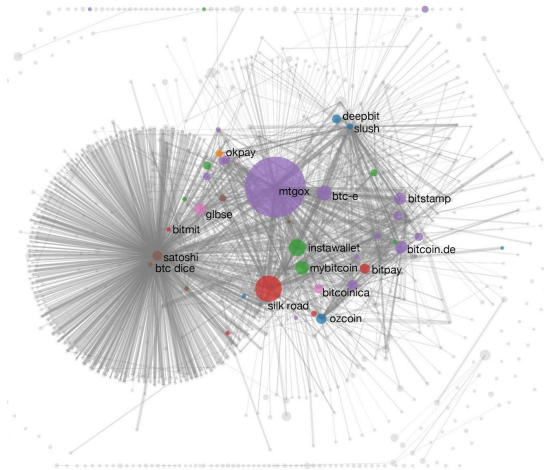 deepbit
slush
okpay
mtgox
btc-e
bitstamp
glbse
bitmit
instawallet
bitcoin.de
satoshi
btc dice
mybitcoin
bitpay
bitcoinica
silk road
ozcoin